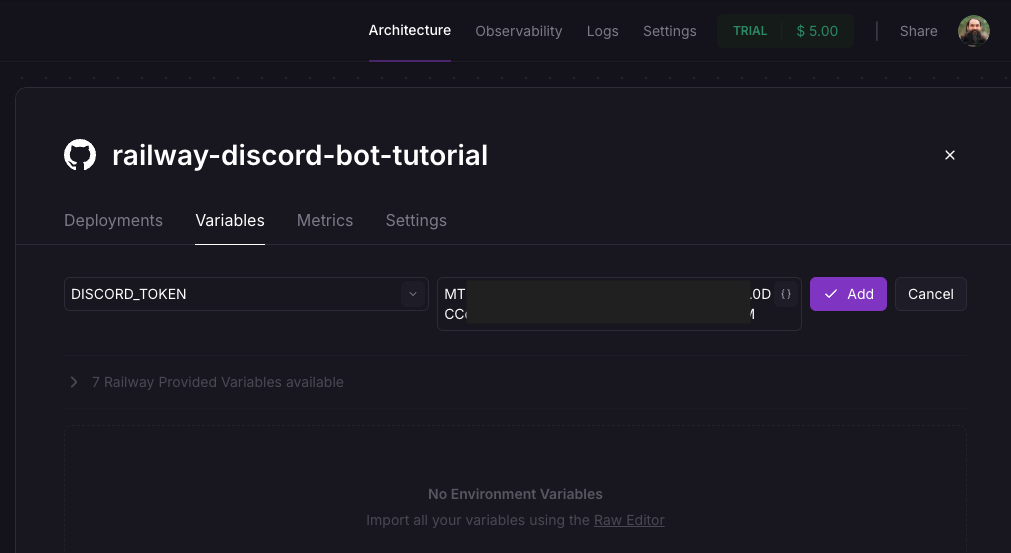 Architecture Observability Logs Settings TRIAL $ 5.00 Share
railway-discord-bot-tutorial
Deployments Variables Metrics Settings
DISCORD_TOKEN MT .0D {} Add Cancel
CC
7 Railway Provided Variables available
No Environment Variables
Import all your variables using the Raw Editor